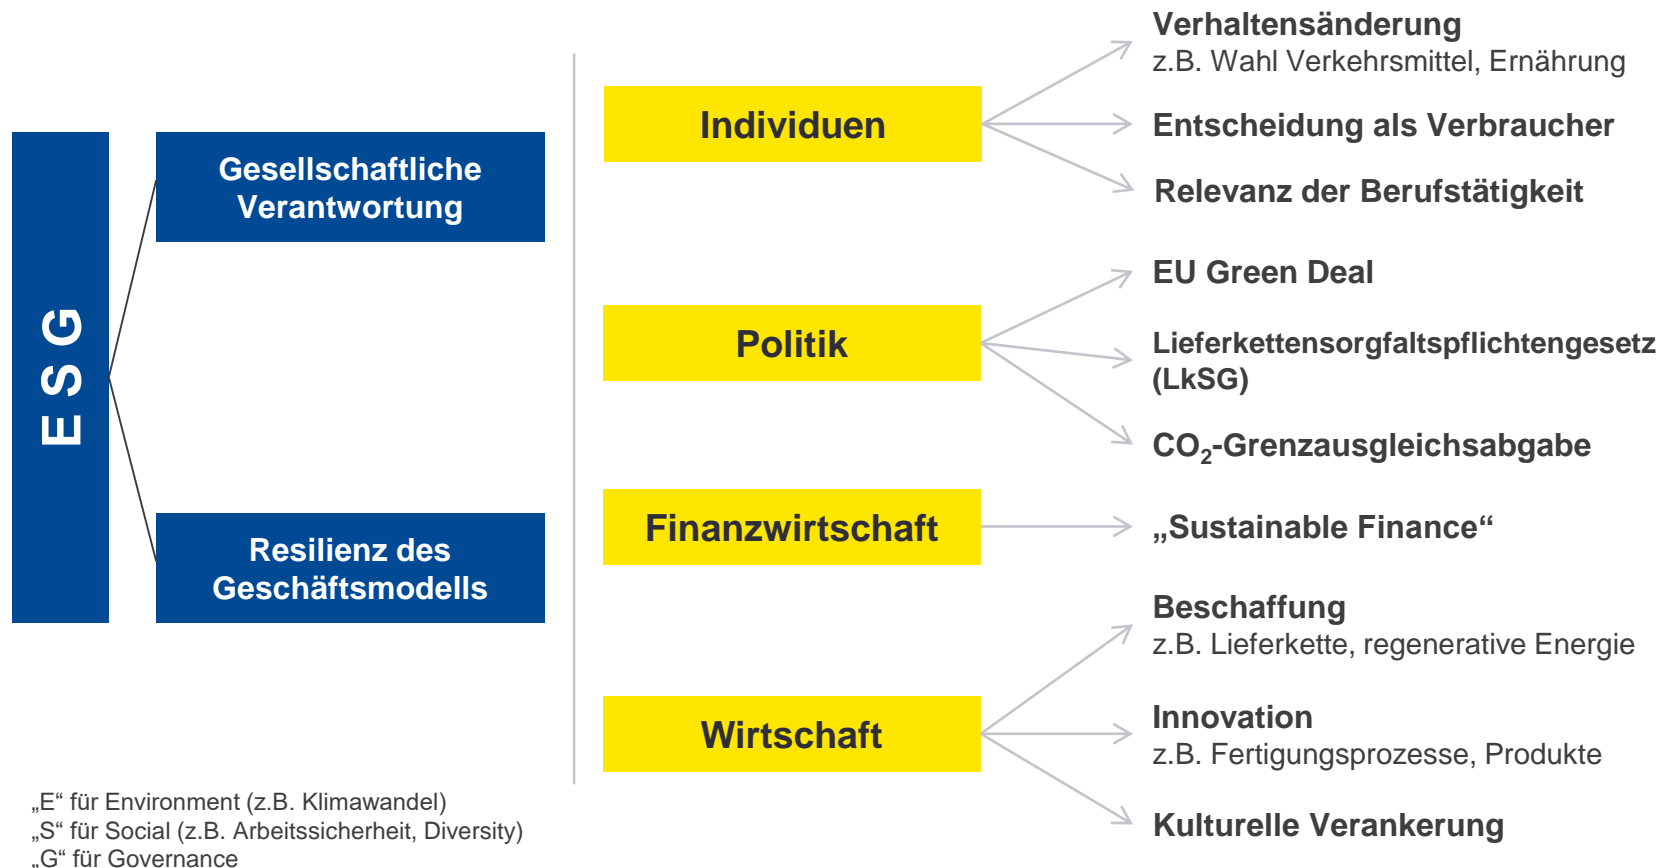 E S G
Gesellschaftliche
Verantwortung
Resilienz des
Geschäftsmodells
„E“ für Environment (z.B. Klimawandel)
„S“ für Social (z.B. Arbeitssicherheit, Diversity)
„G“ für Governance
Individuen
Verhaltensänderung
z.B. Wahl Verkehrsmittel, Ernährung
Entscheidung als Verbraucher
Relevanz der Berufstätigkeit
Politik
EU Green Deal
Lieferkettensorgfaltspflichtengesetz
(LkSG)
CO₂-Grenzausgleichsabgabe
Finanzwirtschaft
„Sustainable Finance“
Wirtschaft
Beschaffung
z.B. Lieferkette, regenerative Energie
Innovation
z.B. Fertigungsprozesse, Produkte
Kulturelle Verankerung